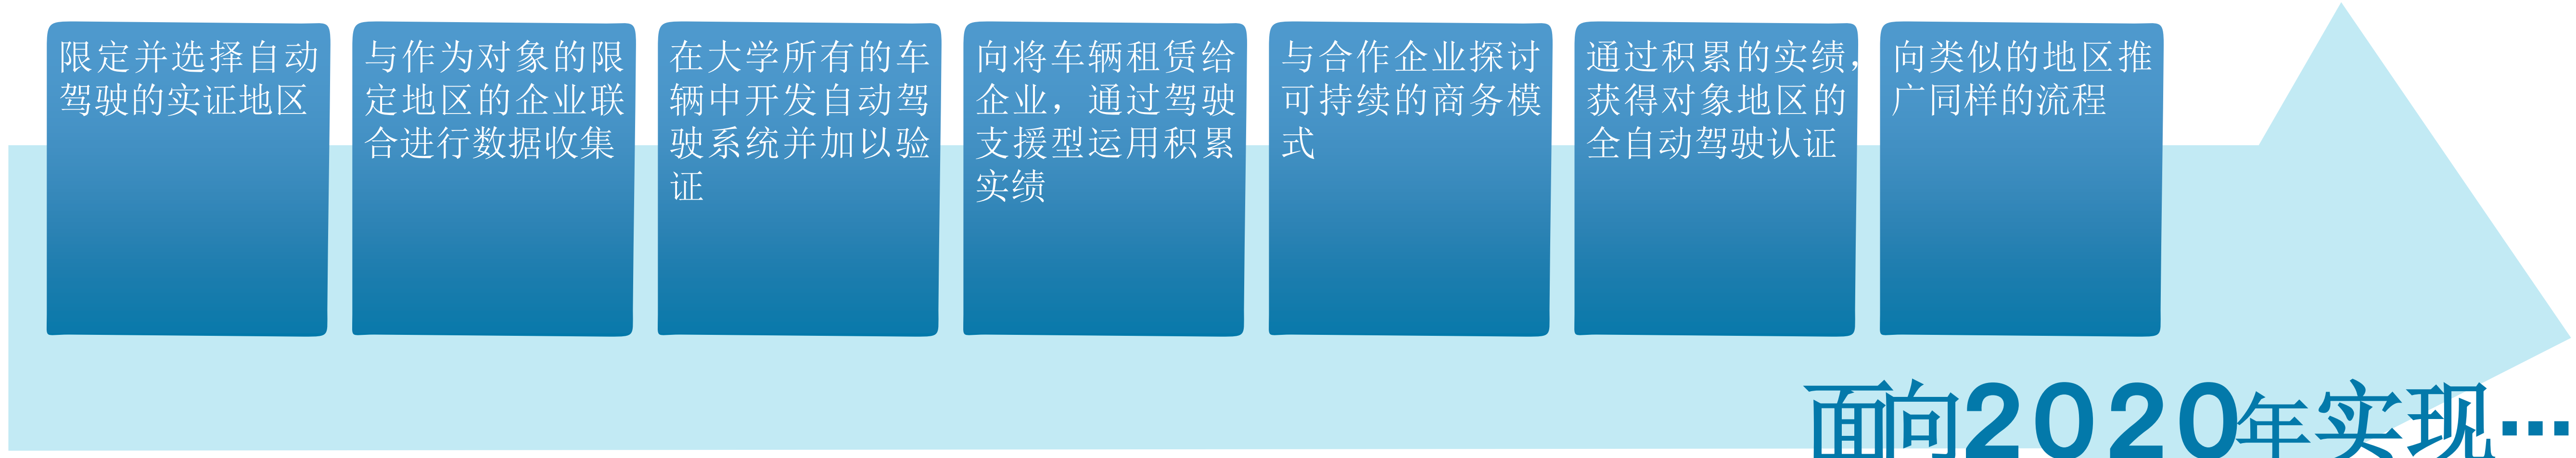 限定并选择自动
驾驶的实证地区
与作为对象的限
定地区的企业联
合进行数据收集
在大学所有的车
辆中开发自动驾
驶系统并加以验
证
向将车辆租赁给
企业，通过驾驶
支援型运用积累
实绩
与合作企业探讨
可持续的商务模
式
通过积累的实绩，
获得对象地区的
全自动驾驶认证
向类似的地区推
广同样的流程
面向2020年实现…